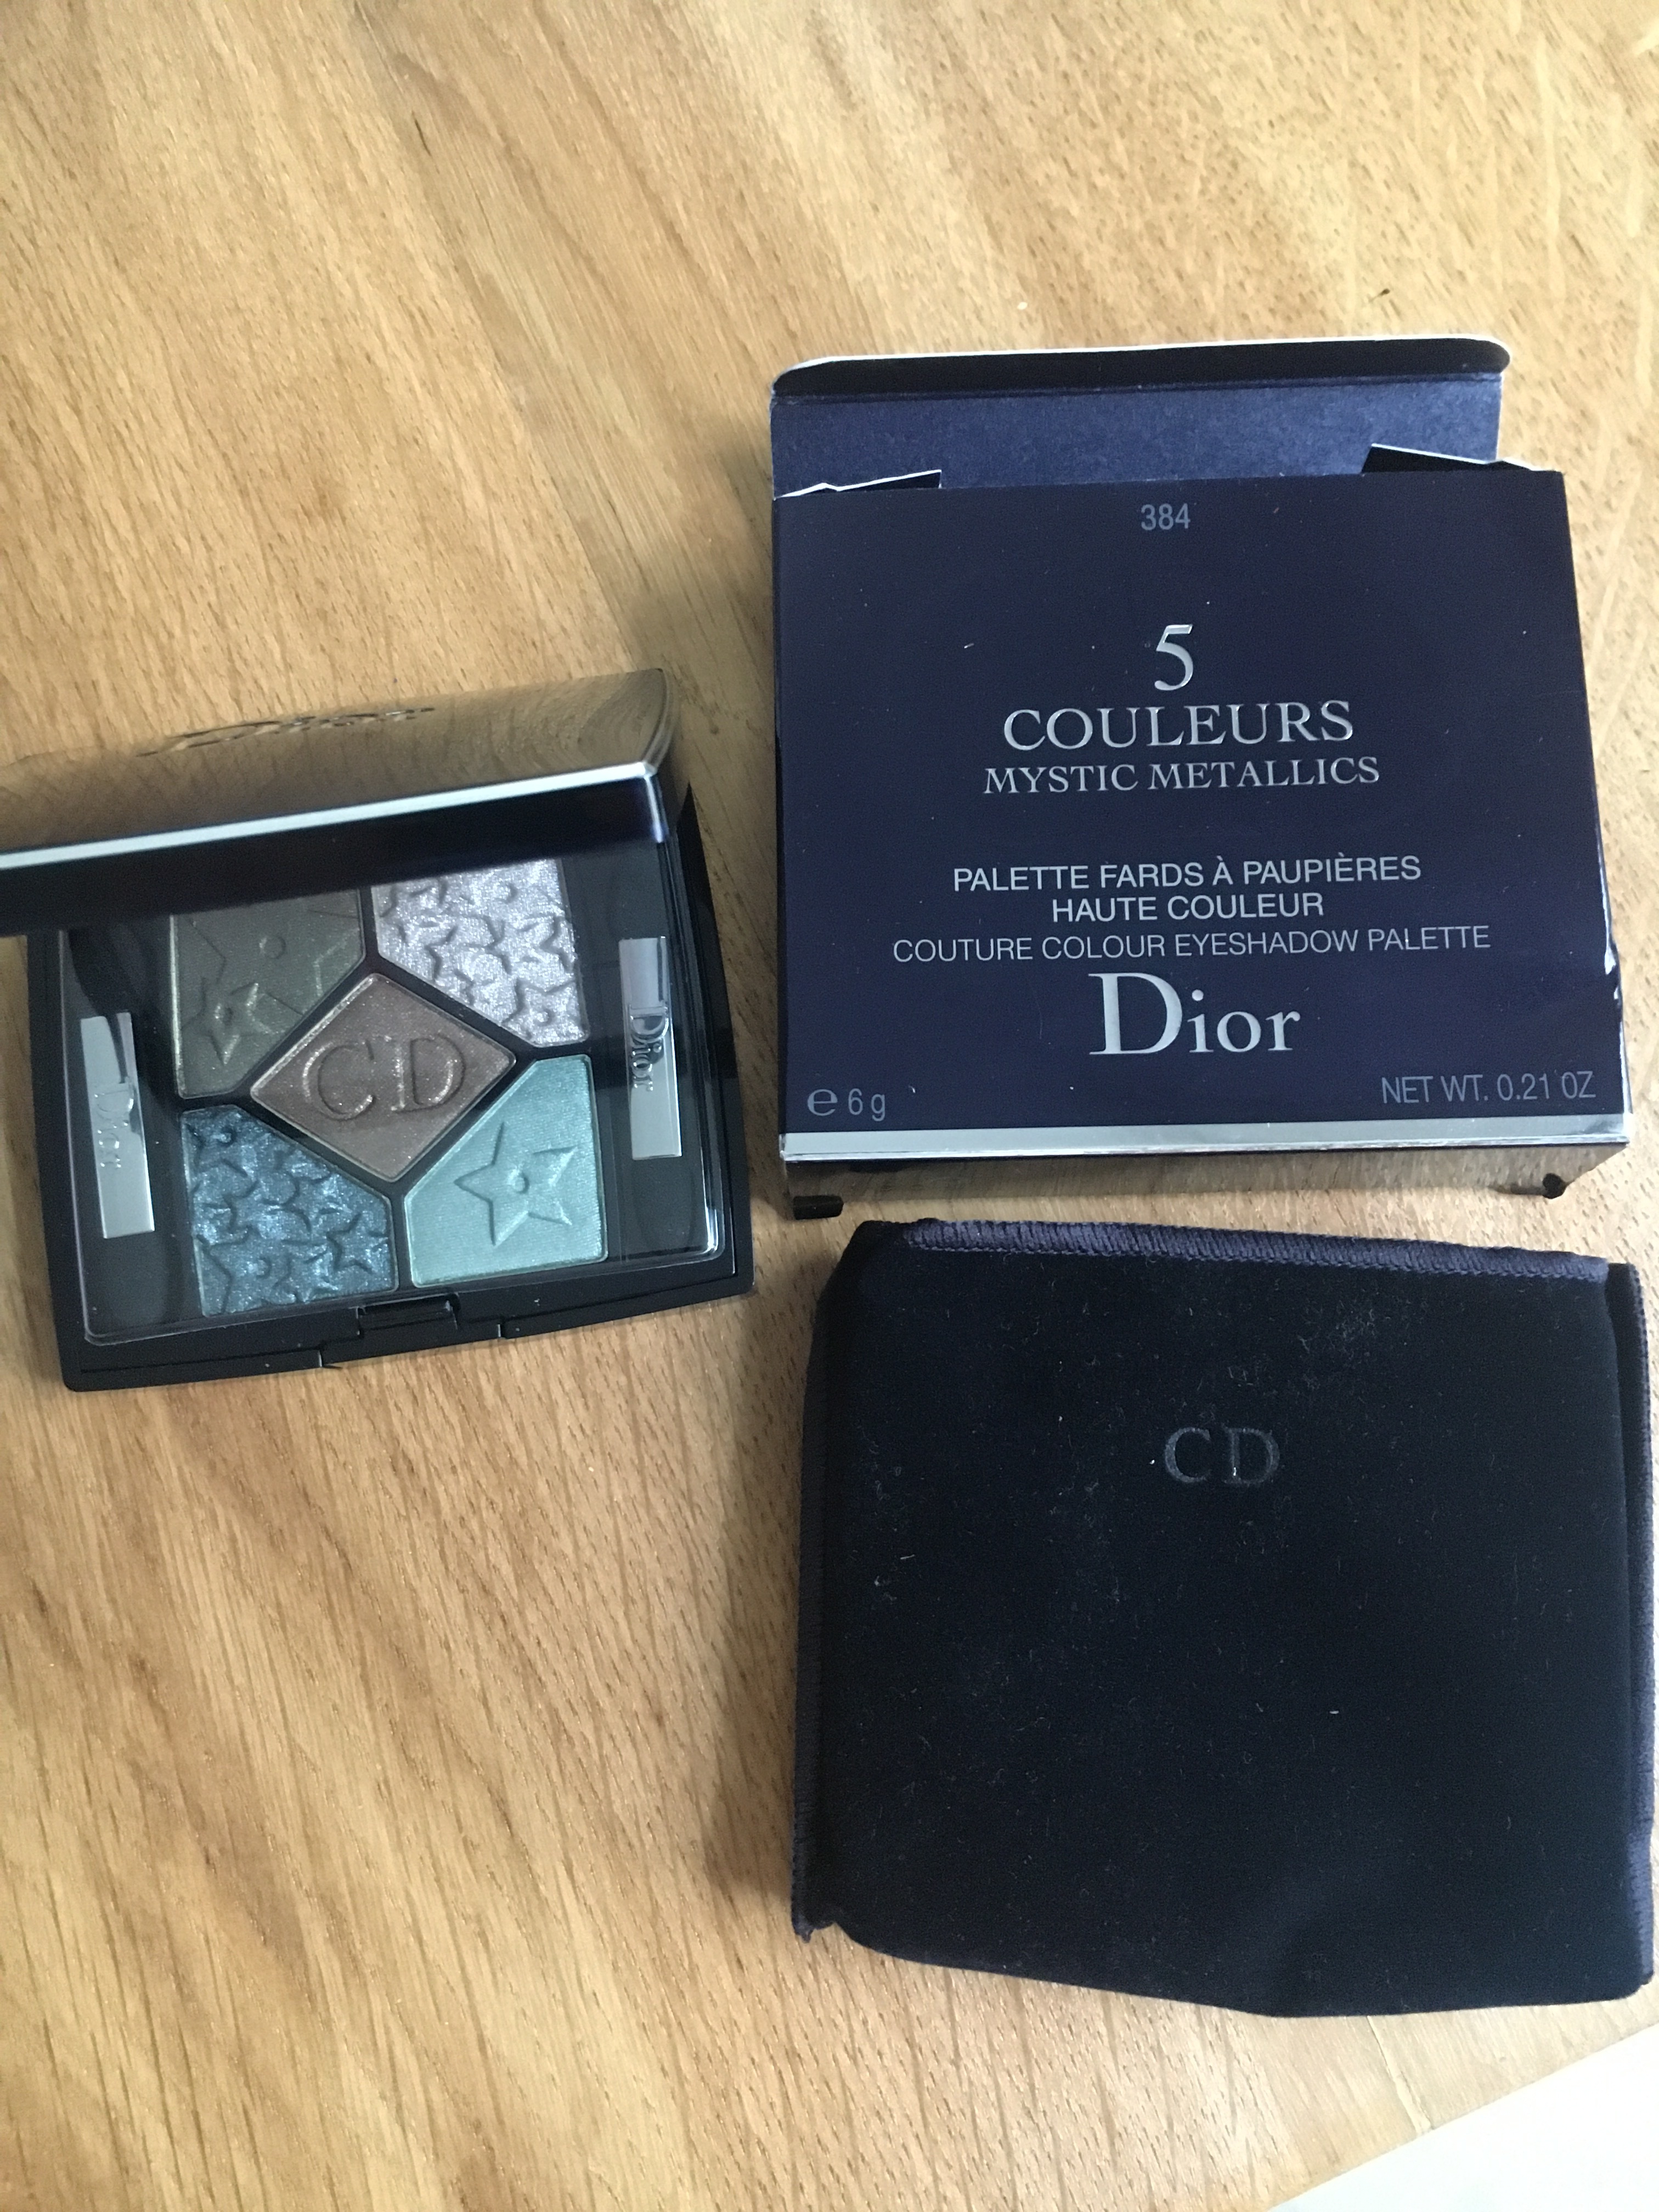 384
5
COULEURS
MYSTIC METALLICS
PALETTE FARDS À PAUPIÈRES
HAUTE COULEUR
COUTURE COLOUR EYESHADOW PALETTE
Dior
℮ 6 g
NET WT. 0.21 OZ
Dior
CD
Dior
Dior
CD